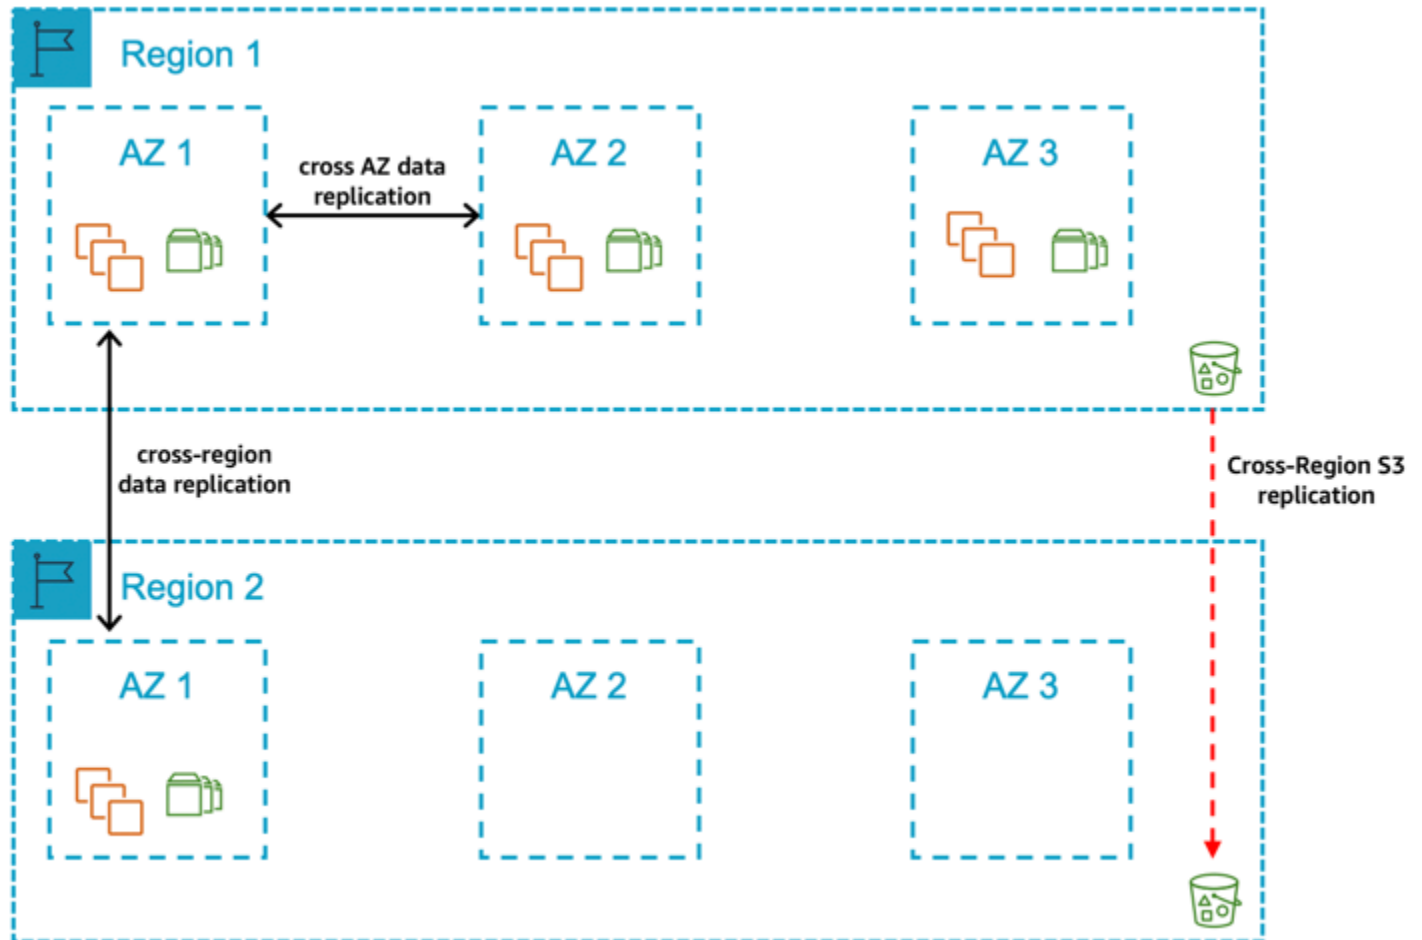 Region 1
AZ 1
cross AZ data
replication
AZ 2
AZ 3
cross-region
data replication
Cross-Region S3
replication
Region 2
AZ 1
AZ 2
AZ 3